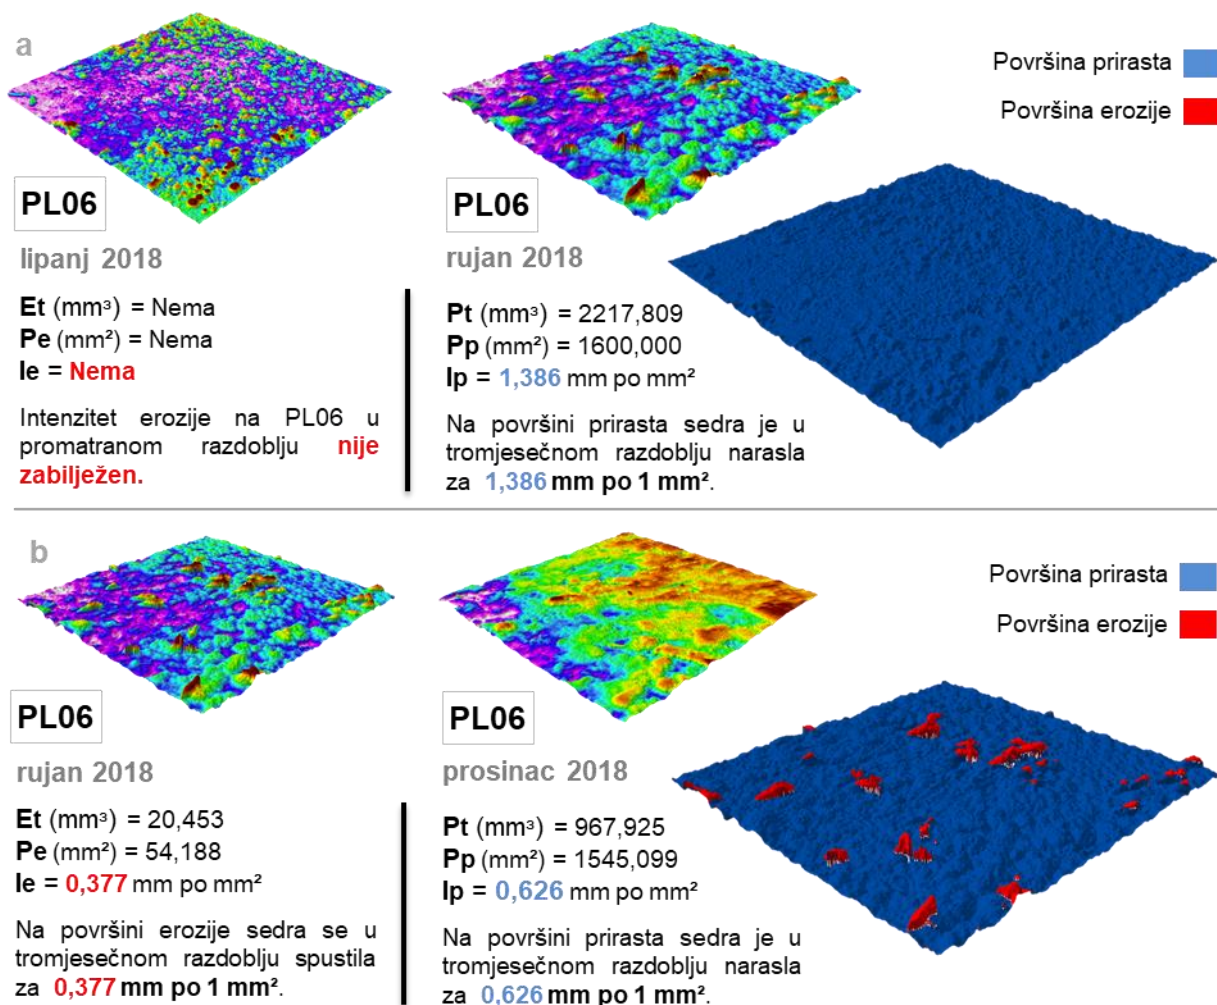 a
Površina prirasta
Površina erozije
PL06
lipanj 2018
Et (mm³) = Nema
Pe (mm²) = Nema
Ie = Nema
Intenzitet erozije na PL06 u
promatranom razdoblju nije
zabilježen.
PL06
rujan 2018
Pt (mm³) = 2217,809
Pp (mm²) = 1600,000
Ip = 1,386 mm po mm²
Na površini prirasta sedra je u
tromjesečnom razdoblju narasla
za 1,386 mm po 1 mm².
b
Površina prirasta
Površina erozije
PL06
rujan 2018
Et (mm³) = 20,453
Pe (mm²) = 54,188
Ie = 0,377 mm po mm²
Na površini erozije sedra se u
tromjesečnom razdoblju spustila
za 0,377 mm po 1 mm².
PL06
prosinac 2018
Pt (mm³) = 967,925
Pp (mm²) = 1545,099
Ip = 0,626 mm po mm²
Na površini prirasta sedra je u
tromjesečnom razdoblju narasla
za 0,626 mm po 1 mm².